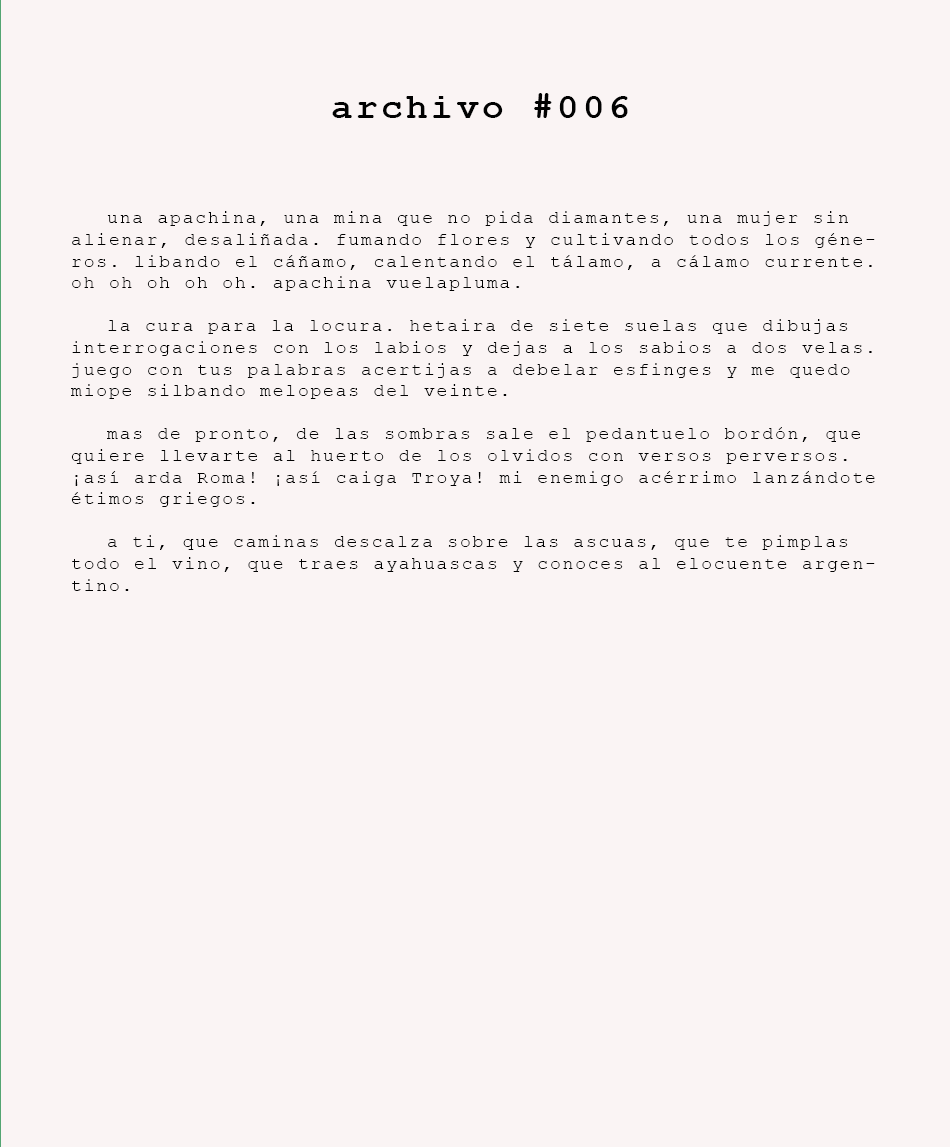 archivo #006
una apachina, una mina que no pida diamantes, una mujer sin
alienar, desaliñada. fumando flores y cultivando todos los géne-
ros. libando el cáñamo, calentando el tálamo, a cálamo currente.
oh oh oh oh oh. apachina vuelapluma.
la cura para la locura. hetaira de siete suelas que dibujas
interrogaciones con los labios y dejas a los sabios a dos velas.
juego con tus palabras acertijas a debelar esfinges y me quedo
miope silbando melopeas del veinte.
mas de pronto, de las sombras sale el pedantuelo bordón, que
quiere llevarte al huerto de los olvidos con versos perversos.
¡así arda Roma! ¡así caiga Troya! mi enemigo acérrimo lanzándote
étimos griegos.
a ti, que caminas descalza sobre las ascuas, que te pimplas
todo el vino, que traes ayahuascas y conoces al elocuente argen-
tino.